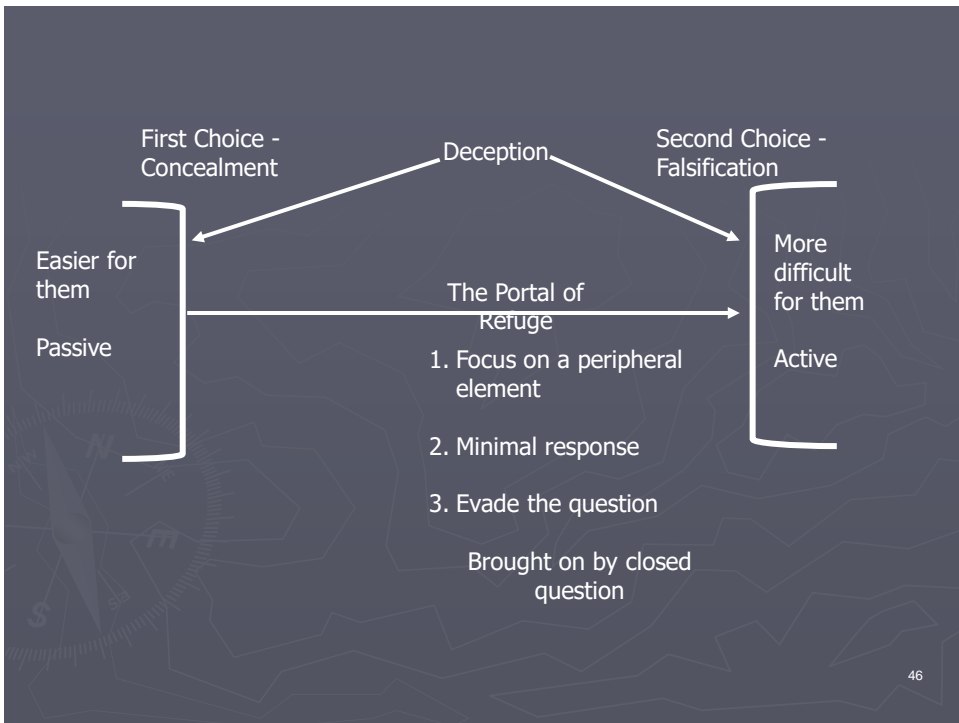 First Choice -
Concealment
Deception
Second Choice -
Falsification
Easier for
them
Passive
The Portal of
Refuge
1. Focus on a peripheral
element
2. Minimal response
3. Evade the question
Brought on by closed
question
More
difficult
for them
Active
N
NW
E
SE
S
46